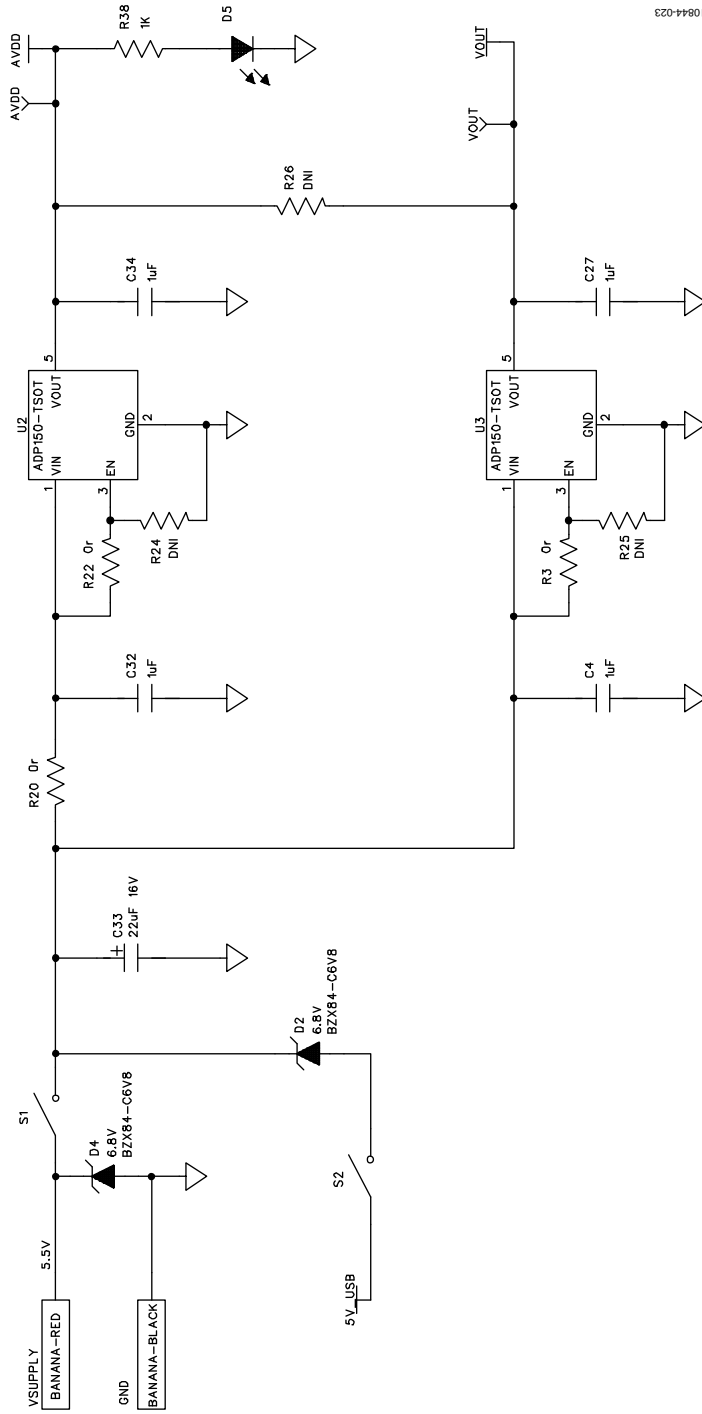 VSUPPLY
BANANA-RED
5.5V
GND
BANANA-BLACK
S1
D4
6.8V
BZX84-C6V8
5V_USB
S2
D2
6.8V
BZX84-C6V8
+
C33
22uF 16V
R20 0r
C32
1uF
R22 0r
R24
DNI
U2
ADP150-TSOT
1
VIN
3
EN
VOUT
5
GND
2
C34
1uF
AVDD
AVDD
R38
1K
D5
R26
DNI
C4
1uF
R3 0r
R25
DNI
U3
ADP150-TSOT
1
VIN
3
EN
VOUT
5
GND
2
C27
1uF
VOUT
VOUT
0844-023